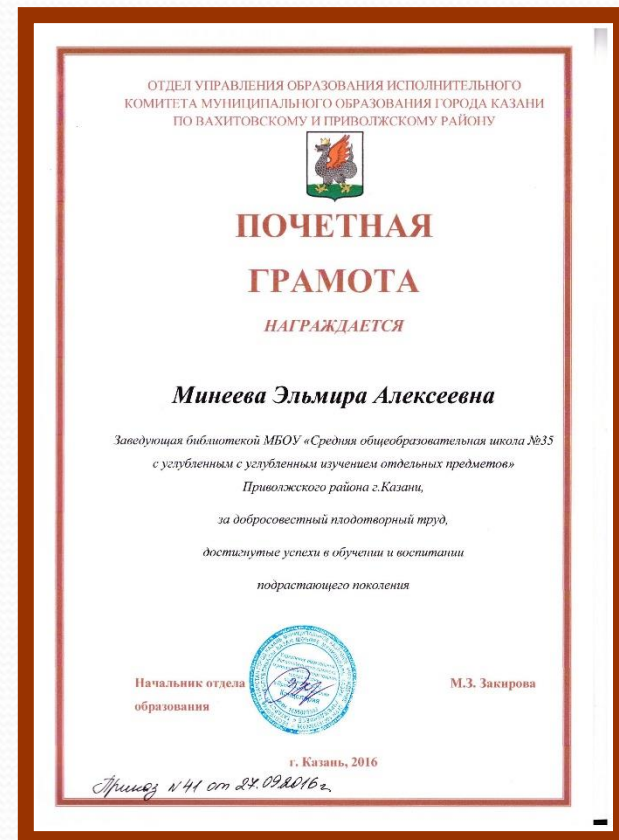 ОТДЕЛ УПРАВЛЕНИЯ ОБРАЗОВАНИЯ ИСПОЛНИТЕЛЬНОГО
КОМИТЕТА МУНИЦИПАЛЬНОГО ОБРАЗОВАНИЯ ГОРОДА КАЗАНИ
ПО ВАХИТОВСКОМУ И ПРИВОЛЖСКОМУ РАЙОНУ
ПОЧЕТНАЯ
ГРАМОТА
НАГРАЖДАЕТСЯ
Минеева Эльмира Алексеевна
Заведующая библиотекой МБОУ «Средняя общеобразовательная школа №35
с углубленным с углубленным изучением отдельных предметов»
Приволжского района г.Казани,
за добросовестный плодотворный труд,
достигнутые успехи в обучении и воспитании
подрастающего поколения
Начальник отдела
образования
М.З. Закирова
г. Казань, 2016
Приказ №41 от 27.09.2016г.